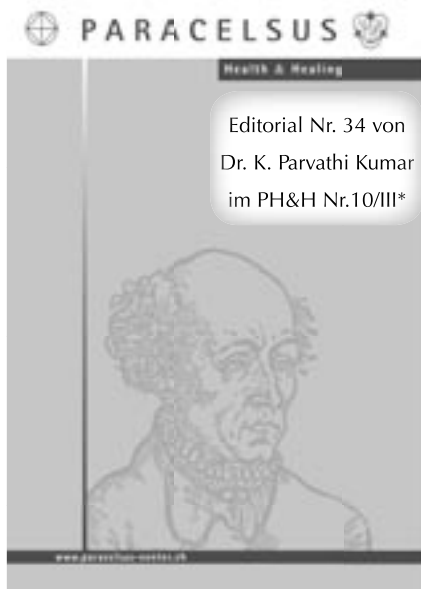 PARACELSUS
Health & Healing
Editorial Nr. 34 von
Dr. K. Parvathi Kumar
im PH&H Nr.10/III*
www.paracelsus-center.ch